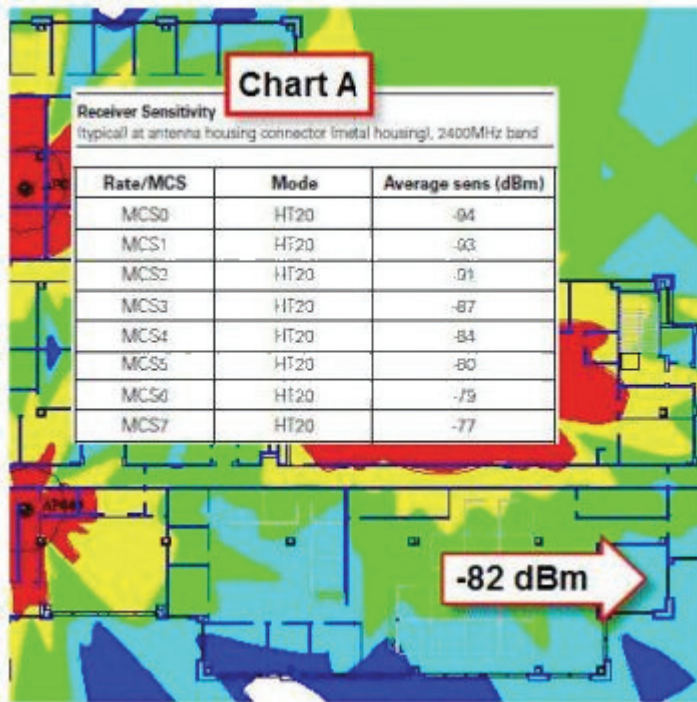 Chart A
Receiver Sensitivity
(typical) at antenna housing connector (metal housing), 2400MHz band
Rate/MCS Mode Average sens (dBm)
MCS0 HT20 -94
MCS1 HT20 -93
MCS2 HT20 -91
MCS3 HT20 -87
MCS4 HT20 -84
MCS5 HT20 -80
MCS6 HT20 -79
MCS7 HT20 -77
-82 dBm